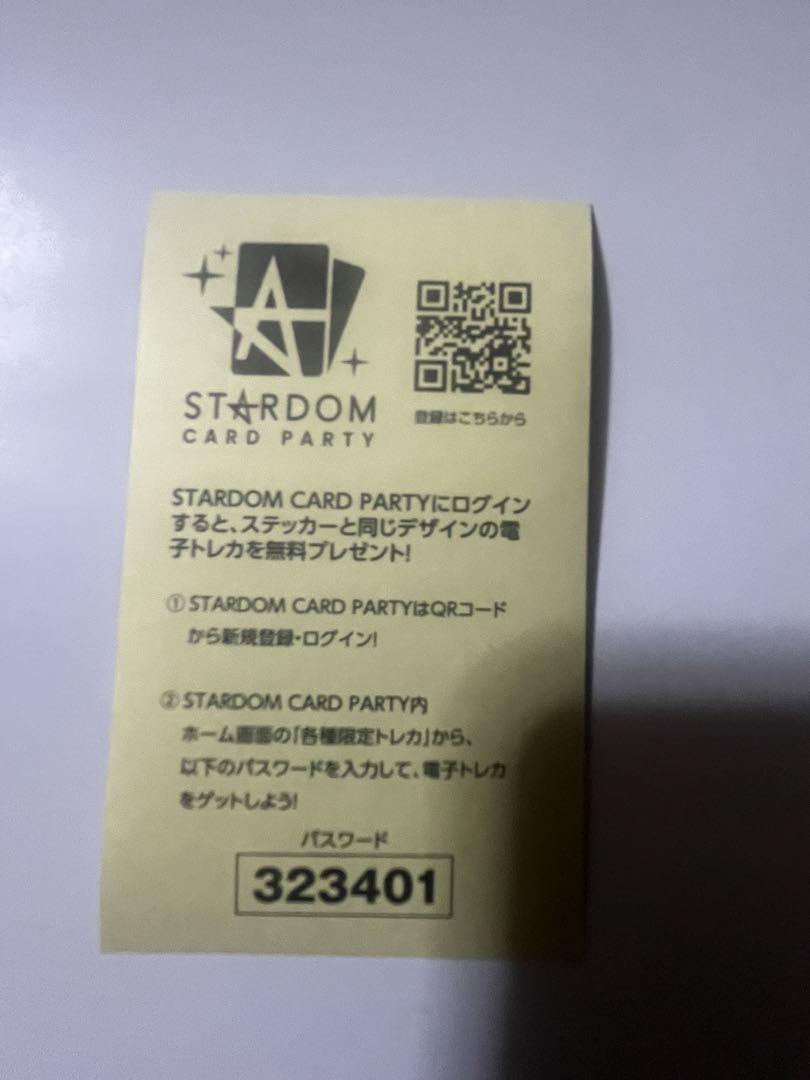 STARDOM
CARD PARTY
登録はこちらから
STARDOM CARD PARTYにログイン
すると、ステッカーと同じデザインの電
子トレカを無料プレゼント!
① STARDOM CARD PARTYはQRコード
から新規登録・ログイン!
② STARDOM CARD PARTY内
ホーム画面の「各種限定トレカ」から、
以下のパスワードを入力して、電子トレカ
をゲットしよう!
パスワード
323401